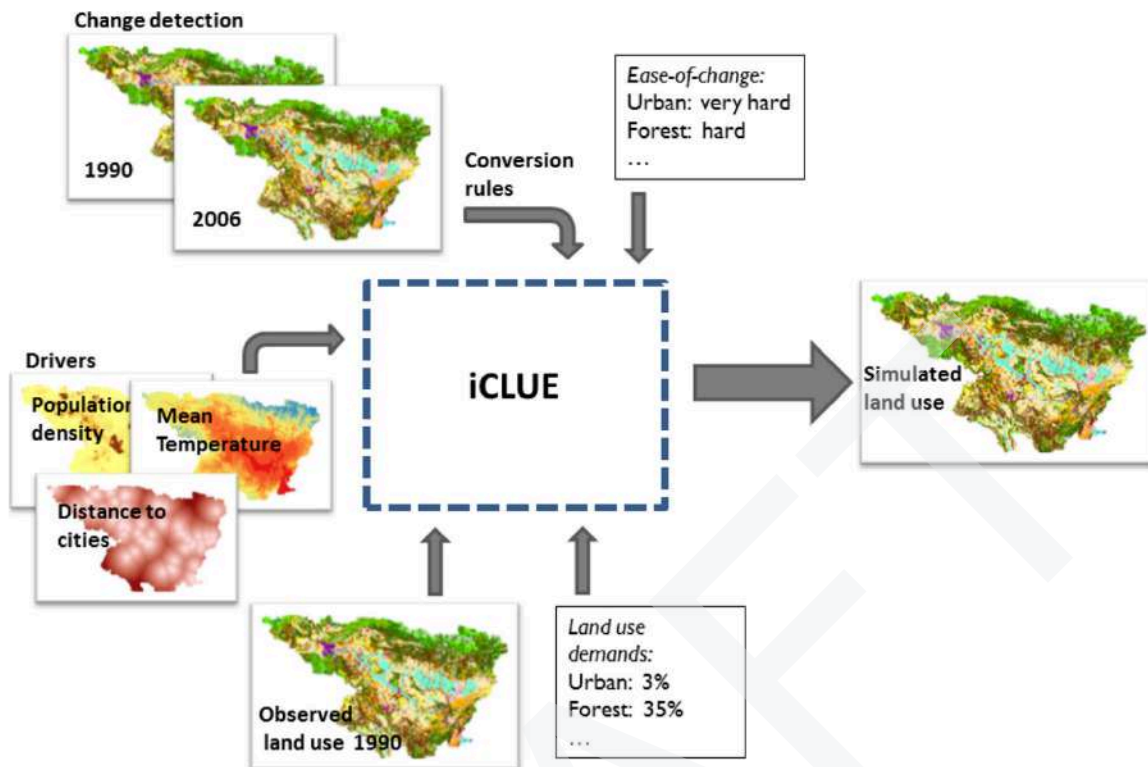 Change detection
1990
2006
Conversion
rules
Ease-of-change:
Urban: very hard
Forest: hard
...
Drivers
Population
density
Mean
Temperature
Distance to
cities
iCLUE
Simulated
land use
Observed
land use 1990
Land use
demands:
Urban: 3%
Forest: 35%
...